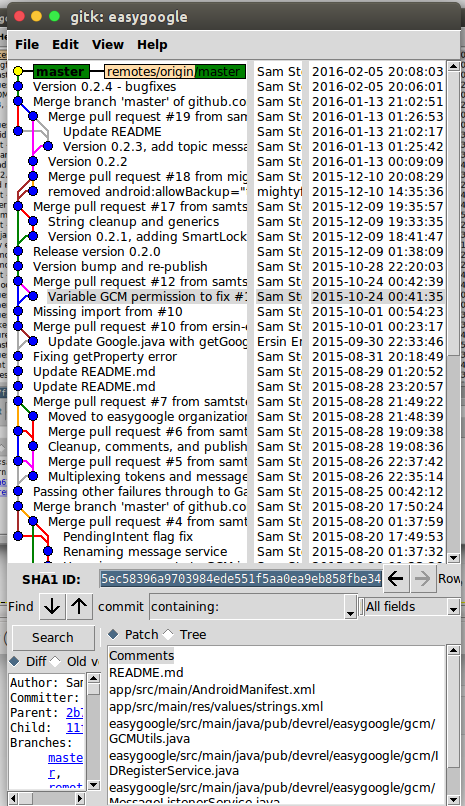 gitk: easygoogle
File Edit View Help
master remotes/origin/master Sam St 2016-02-05 20:08:03
Version 0.2.4 - bugfixes Sam St 2016-02-05 20:06:01
Merge branch 'master' of github.co Sam St 2016-01-13 21:02:51
Merge pull request #19 from sam Sam St 2016-01-13 01:26:53
Update README Sam St 2016-01-13 21:02:17
Version 0.2.3, add topic messa Sam St 2016-01-13 01:25:42
Version 0.2.2 Sam St 2016-01-13 00:09:09
Merge pull request #18 from mig Sam St 2015-12-10 20:08:29
removed android:allowBackup=" mightyf 2015-12-10 14:35:36
Merge pull request #17 from samts Sam St 2015-12-09 19:35:57
String cleanup and generics Sam St 2015-12-09 19:33:35
Version 0.2.1, adding SmartLock Sam St 2015-12-09 18:41:47
Release version 0.2.0 Sam St 2015-12-09 01:38:09
Version bump and re-publish Sam St 2015-10-28 22:20:03
Merge pull request #12 from samts Sam St 2015-10-24 00:42:39
Variable GCM permission to fix #1 Sam St 2015-10-24 00:41:35
Missing import from #10 Sam St 2015-10-01 00:54:23
Merge pull request #10 from ersin-e Sam St 2015-10-01 00:23:17
Update Google.java with getGoog Ersin Er 2015-09-30 22:33:46
Fixing getProperty error Sam St 2015-08-31 20:18:49
Update README.md Sam St 2015-08-29 01:20:52
Update README.md Sam St 2015-08-28 23:20:57
Merge pull request #7 from samtst Sam St 2015-08-28 21:49:22
Moved to easygoogle organizatio Sam St 2015-08-28 21:48:39
Merge pull request #6 from samt Sam St 2015-08-28 19:09:38
Cleanup, comments, and publish Sam St 2015-08-28 19:08:36
Merge pull request #5 from samt Sam St 2015-08-26 22:37:42
Multiplexing tokens and message Sam St 2015-08-26 22:35:14
Passing other failures through to Ga Sam St 2015-08-25 00:42:12
Merge branch 'master' of github.co Sam St 2015-08-20 17:50:24
Merge pull request #4 from samt Sam St 2015-08-20 01:37:59
PendingIntent flag fix Sam St 2015-08-20 17:49:53
Renaming message service Sam St 2015-08-20 01:37:32
SHA1 ID: 5ec58396a9703984ede551f5aa0ea9eb858fbe34 Row
Find commit containing: All fields
Search Patch Tree
Diff Old v
Author: Sam
Committer:
Parent: 2b
Child: 11
Branches:
maste
r,
remot
Comments
README.md
app/src/main/AndroidManifest.xml
app/src/main/res/values/strings.xml
easygoogle/src/main/java/pub/devrel/easygoogle/gcm/
GCMUtils.java
easygoogle/src/main/java/pub/devrel/easygoogle/gcm/I
DRegisterService.java
easygoogle/src/main/java/pub/devrel/easygoogle/gcm/
MessageListenerService.java